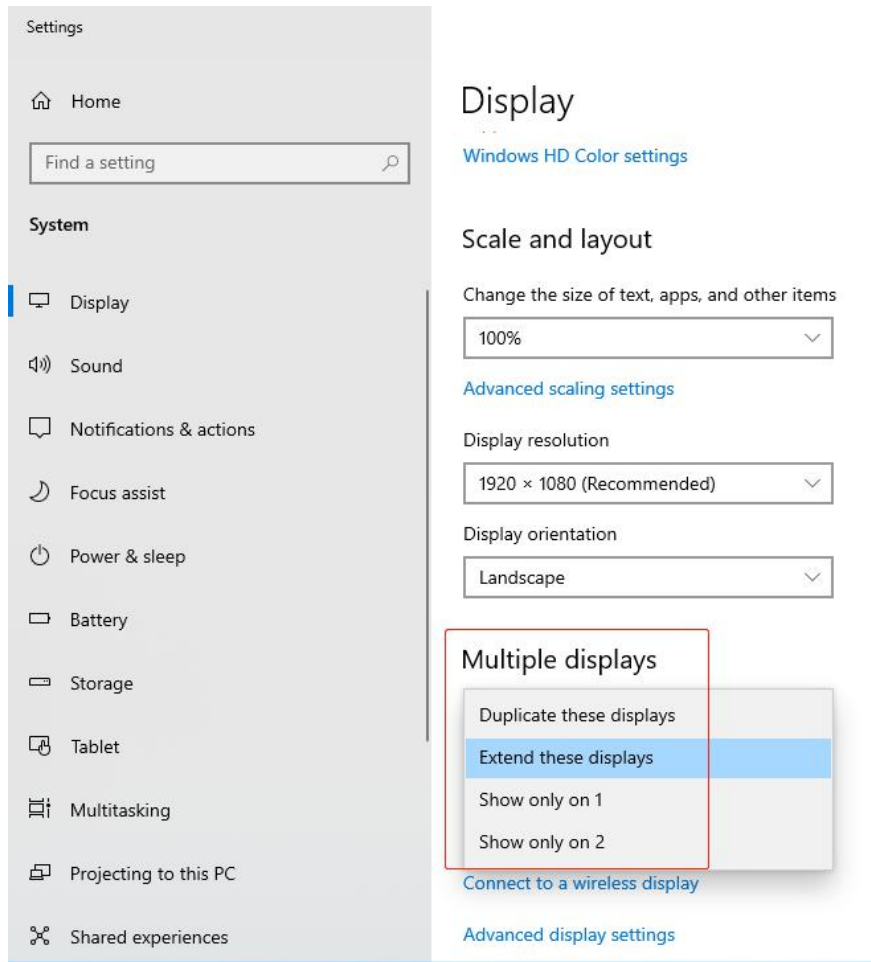 Settings
Home
Find a setting
System
Display
Sound
Notifications & actions
Focus assist
Power & sleep
Battery
Storage
Tablet
Multitasking
Projecting to this PC
Shared experiences
Display
Windows HD Color settings
Scale and layout
Change the size of text, apps, and other items
100%
Advanced scaling settings
Display resolution
1920 × 1080 (Recommended)
Display orientation
Landscape
Multiple displays
Duplicate these displays
Extend these displays
Show only on 1
Show only on 2
Connect to a wireless display
Advanced display settings